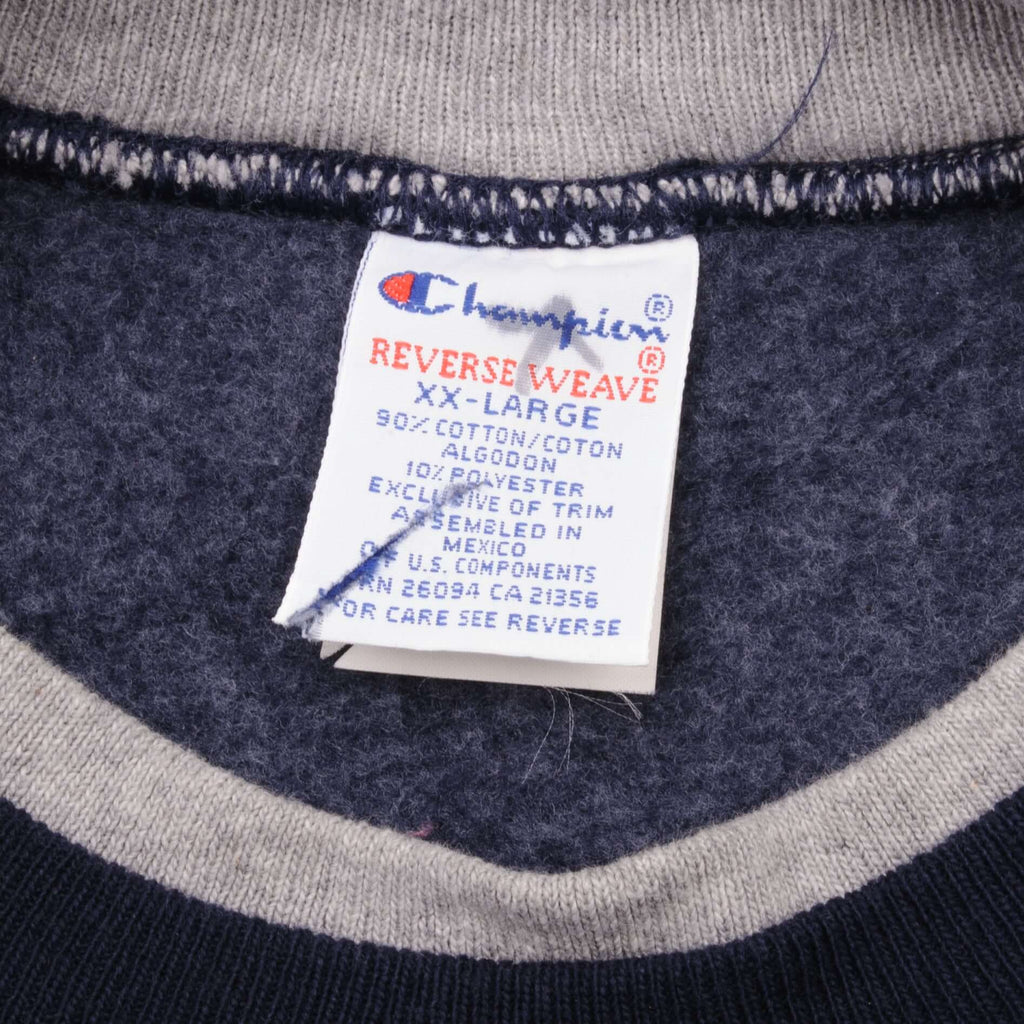 Champion®
REVERSE WEAVE®
XX-LARGE
90% COTTON/COTON
ALGODON
10% POLYESTER
EXCLUSIVE OF TRIM
ASSEMBLED IN
MEXICO
OF U.S. COMPONENTS
RN 26094 CA 21356
FOR CARE SEE REVERSE